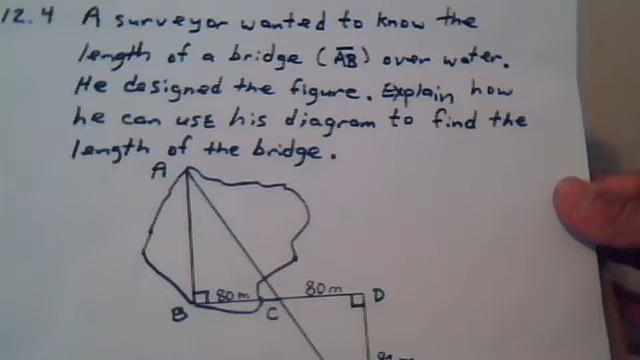 12.4 A surveyor wanted to know the
length of a bridge (AB) over water.
He designed the figure. Explain how
he can use his diagram to find the
length of the bridge.
A
80m
80m
D
B
C